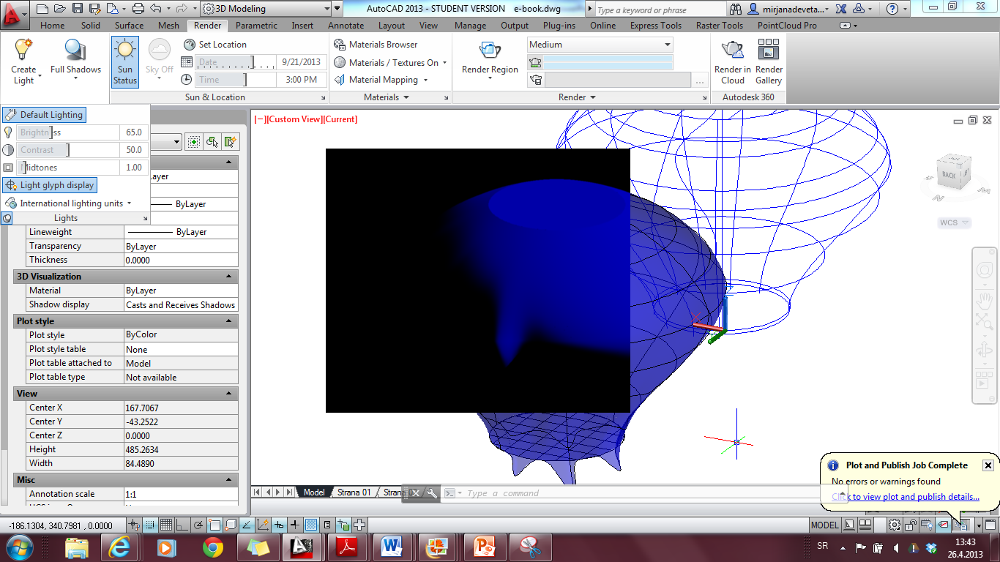 3D Modeling
AutoCAD 2013 - STUDENT VERSION e-book.dwg
Type a keyword or phrase
mirjanadeveta...
Home Solid Surface Mesh Render Parametric Insert Annotate Layout View Manage Output Plug-ins Online Express Tools Raster Tools PointCloud Pro
Create Light
Full Shadows
Sun Status
Sky Off
Set Location
Date 9/21/2013
Time 3:00 PM
Sun & Location
Materials Browser
Materials / Textures On
Material Mapping
Materials
Render Region
Medium
...
Render
Render in Cloud
Render Gallery
Autodesk 360
Default Lighting
Brightness 65.0
Contrast 50.0
Midtones 1.00
Light glyph display
International lighting units
Lights
Layer
ByLayer
Lineweight ByLayer
Transparency ByLayer
Thickness 0.0000
3D Visualization
Material ByLayer
Shadow display Casts and Receives Shadows
Plot style
Plot style ByColor
Plot style table None
Plot table attached to Model
Plot table type Not available
View
Center X 167.7067
Center Y -43.2522
Center Z 0.0000
Height 485.2634
Width 84.4890
Misc
Annotation scale 1:1
[−][Custom View][Current]
BACK
N
WCS
Model Strana 01 Strana
Type a command
Plot and Publish Job Complete
No errors or warnings found
Click to view plot and publish details...
-186.1304, 340.7981 , 0.0000
MODEL
SR
13:43
26.4.2013